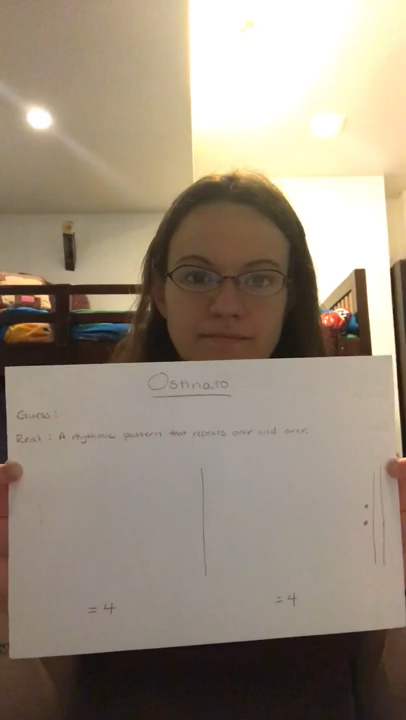 Ostinato
Guess:
Real: A rhythmic pattern that repeats over and over.
= 4
= 4